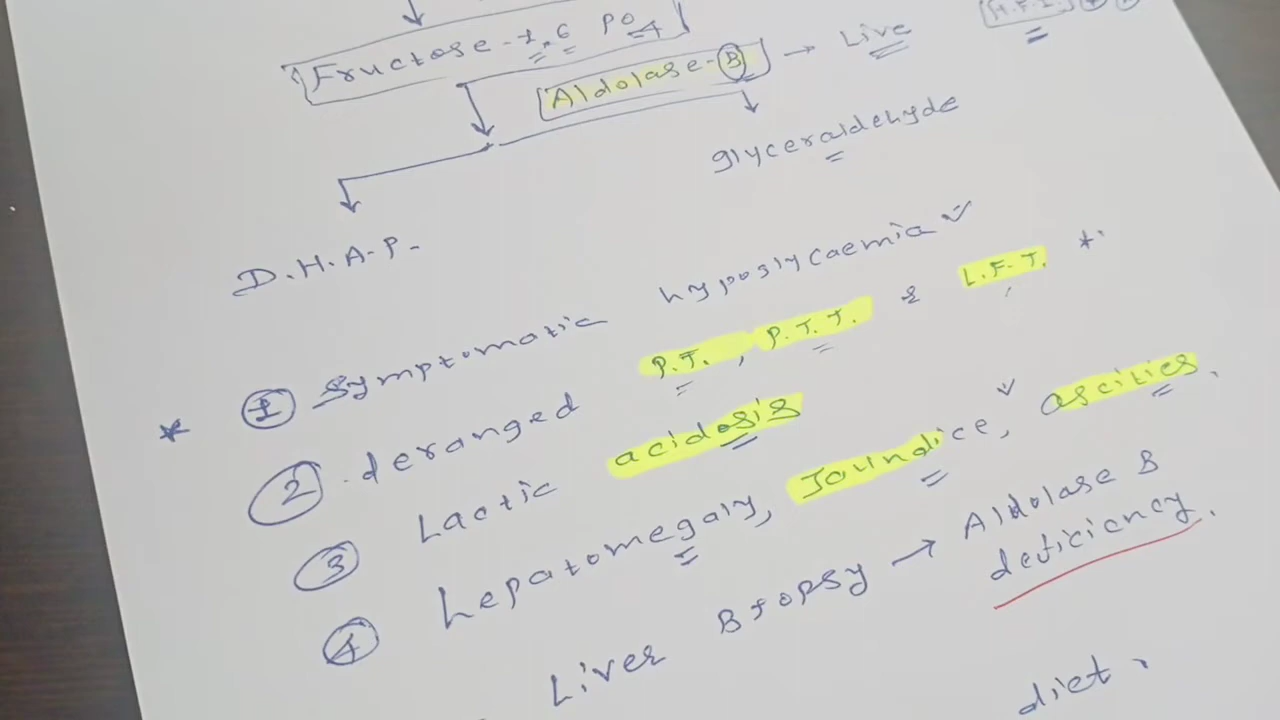 Fructose-1,6 PO4
Aldolase-B → Live
H.F.I.
glyceraldehyde
D.H.A.P.
* 1 Symptomatic hypoglycaemia ✓
2 deranged P.T., P.T.T. & L.F.T. *
3 Lactic acidosis
4 hepatomegaly, Jaundice, ascities,
Liver Biopsy → Aldolase B
deficiency.
diet